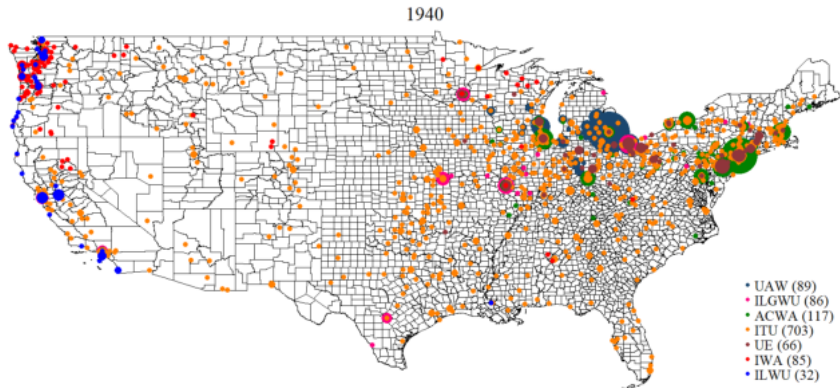 1940
UAW (89)
ILGWU (86)
ACWA (117)
ITU (703)
UE (66)
IWA (85)
ILWU (32)